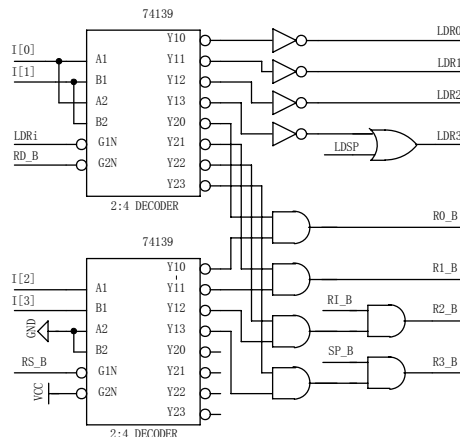 74139
I[0]
I[1]
LDRi
RD_B
A1
B1
A2
B2
G1N
G2N
Y10
Y11
Y12
Y13
Y20
Y21
Y22
Y23
2:4 DECODER
LDR0
LDR1
LDR2
LDSP
LDR3
74139
I[2]
I[3]
GND
RS_B
VCC
A1
B1
A2
B2
G1N
G2N
Y10
Y11
Y12
Y13
Y20
Y21
Y22
Y23
2:4 DECODER
R0_B
R1_B
RI_B
R2_B
SP_B
R3_B